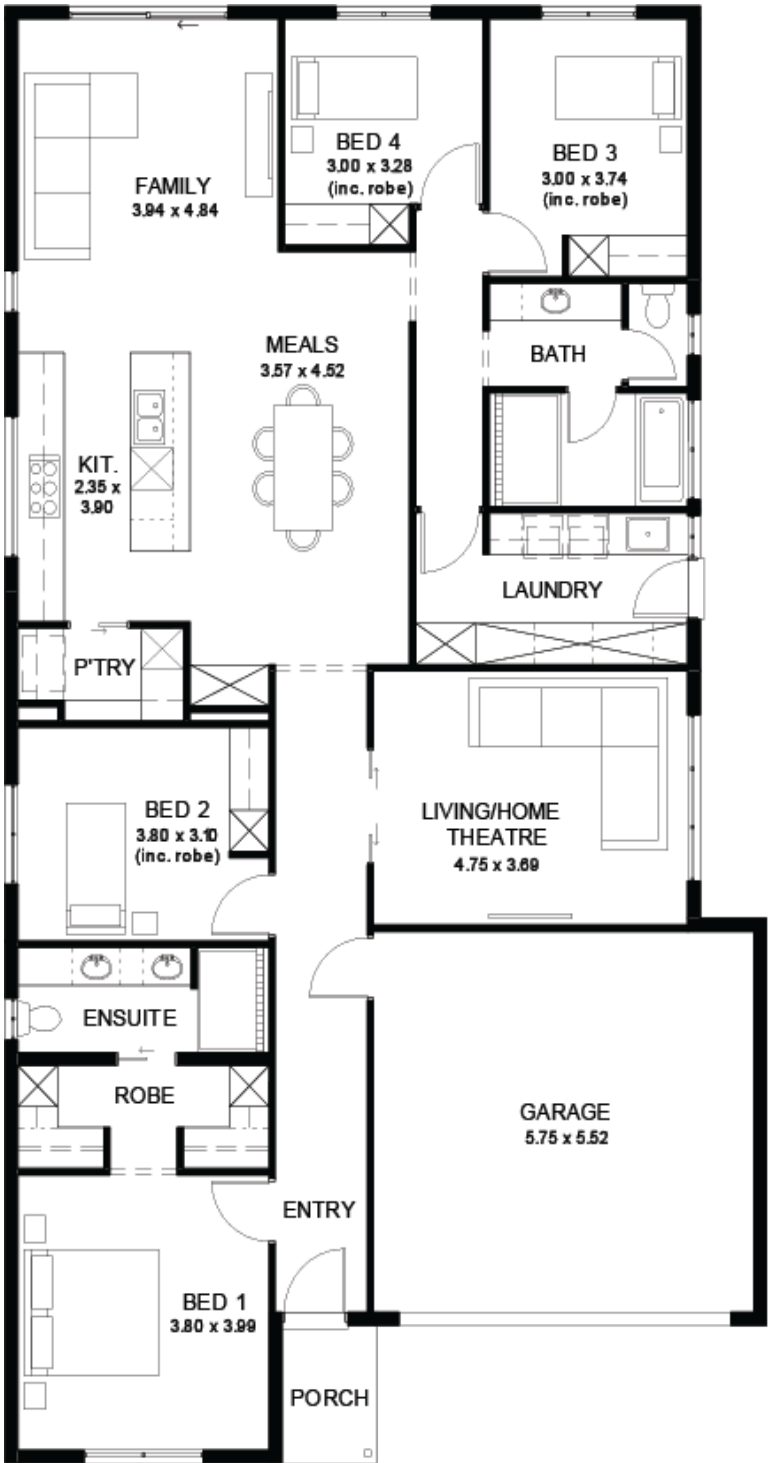 BED 4
3.00 x 3.28
(inc. robe)
BED 3
3.00 x 3.74
(inc. robe)
FAMILY
3.94 x 4.84
MEALS
3.57 x 4.52
BATH
KIT.
2.35 x
3.90
LAUNDRY
P'TRY
BED 2
3.80 x 3.10
(inc. robe)
LIVING/HOME
THEATRE
4.75 x 3.69
ENSUITE
ROBE
GARAGE
5.75 x 5.52
ENTRY
BED 1
3.80 x 3.99
PORCH